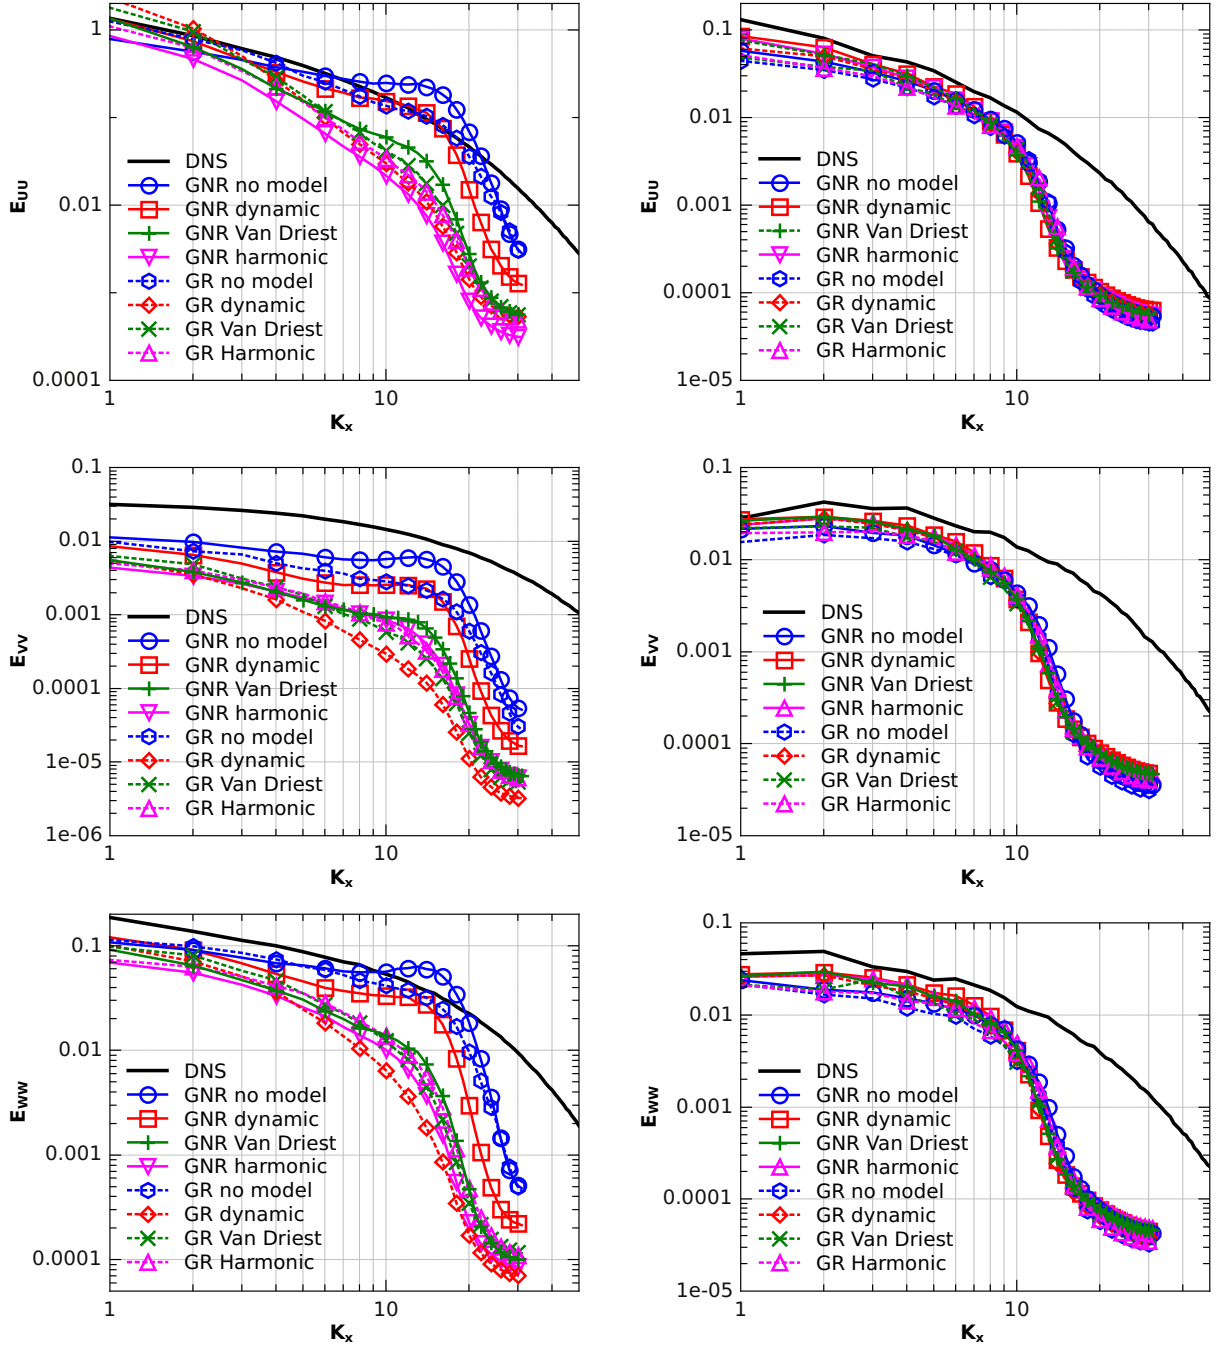 1
0.01
0.0001
E_UU
DNS
GNR no model
GNR dynamic
GNR Van Driest
GNR harmonic
GR no model
GR dynamic
GR Van Driest
GR Harmonic
1
10
K_x
0.1
0.01
0.001
0.0001
1e-05
E_UU
DNS
GNR no model
GNR dynamic
GNR Van Driest
GNR harmonic
GR no model
GR dynamic
GR Van Driest
GR Harmonic
1
10
K_x
0.1
0.01
0.001
0.0001
1e-05
1e-06
E_VV
DNS
GNR no model
GNR dynamic
GNR Van Driest
GNR harmonic
GR no model
GR dynamic
GR Van Driest
GR Harmonic
1
10
K_x
0.1
0.01
0.001
0.0001
1e-05
E_VV
DNS
GNR no model
GNR dynamic
GNR Van Driest
GNR harmonic
GR no model
GR dynamic
GR Van Driest
GR Harmonic
1
10
K_x
0.1
0.01
0.001
0.0001
E_WW
DNS
GNR no model
GNR dynamic
GNR Van Driest
GNR harmonic
GR no model
GR dynamic
GR Van Driest
GR Harmonic
1
10
K_x
0.1
0.01
0.001
0.0001
1e-05
E_WW
DNS
GNR no model
GNR dynamic
GNR Van Driest
GNR harmonic
GR no model
GR dynamic
GR Van Driest
GR Harmonic
1
10
K_x